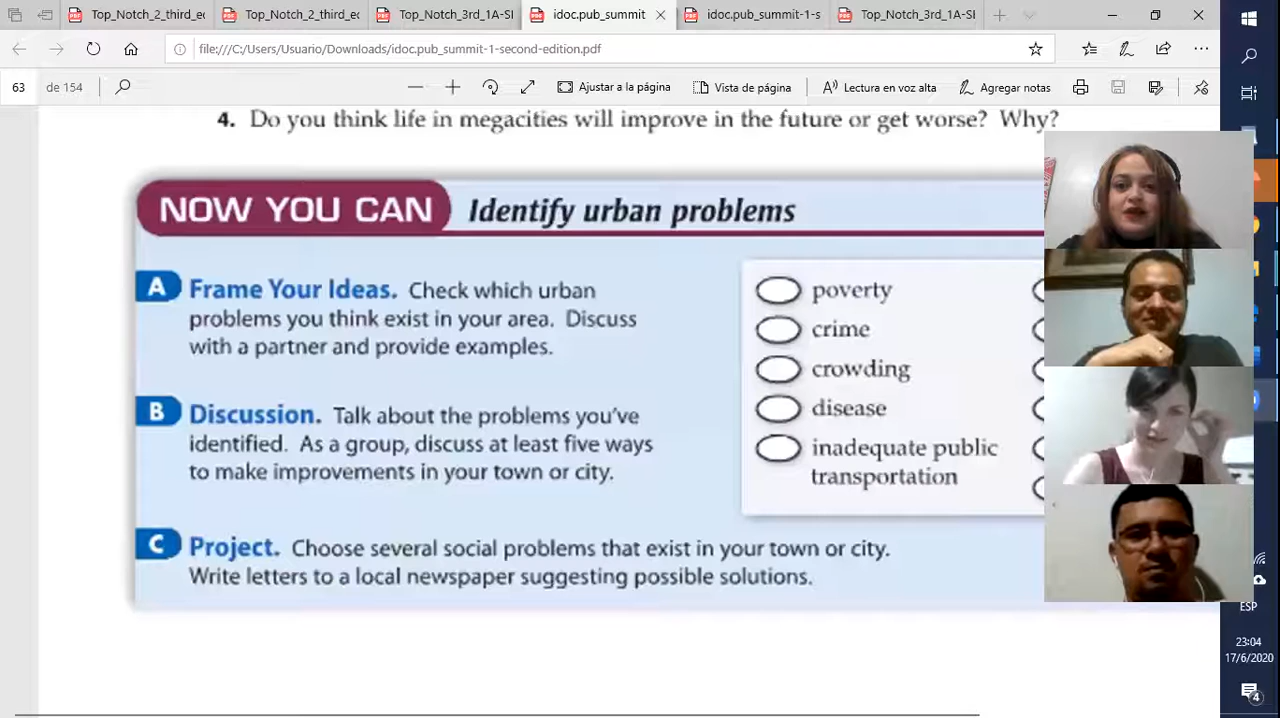 Top_Notch_2_third_ec
Top_Notch_2_third_ec
Top_Notch_3rd_1A-SI
idoc.pub_summit
idoc.pub_summit-1-s
Top_Notch_3rd_1A-SI
file:///C:/Users/Usuario/Downloads/idoc.pub_summit-1-second-edition.pdf
63 de 154
Ajustar a la página
Vista de página
Lectura en voz alta
Agregar notas
4. Do you think life in megacities will improve in the future or get worse? Why?
NOW YOU CAN Identify urban problems
A Frame Your Ideas. Check which urban
problems you think exist in your area. Discuss
with a partner and provide examples.
B Discussion. Talk about the problems you've
identified. As a group, discuss at least five ways
to make improvements in your town or city.
poverty
crime
crowding
disease
inadequate public
transportation
C Project. Choose several social problems that exist in your town or city.
Write letters to a local newspaper suggesting possible solutions.
ESP
23:04
17/6/2020
4